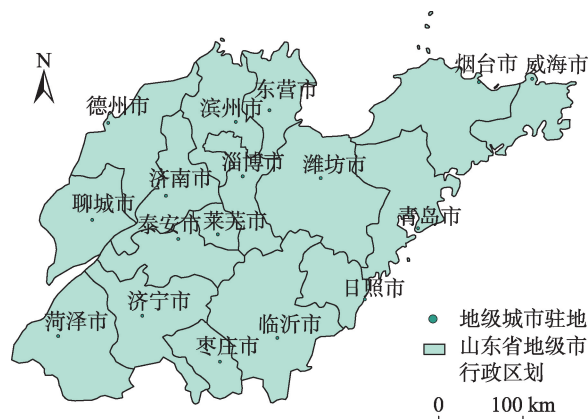 N
烟台市
威海市
德州市
滨州市
东营市
淄博市
潍坊市
济南市
聊城市
泰安市
莱芜市
青岛市
日照市
济宁市
菏泽市
临沂市
枣庄市
地级城市驻地
山东省地级市
行政区划
0 100 km